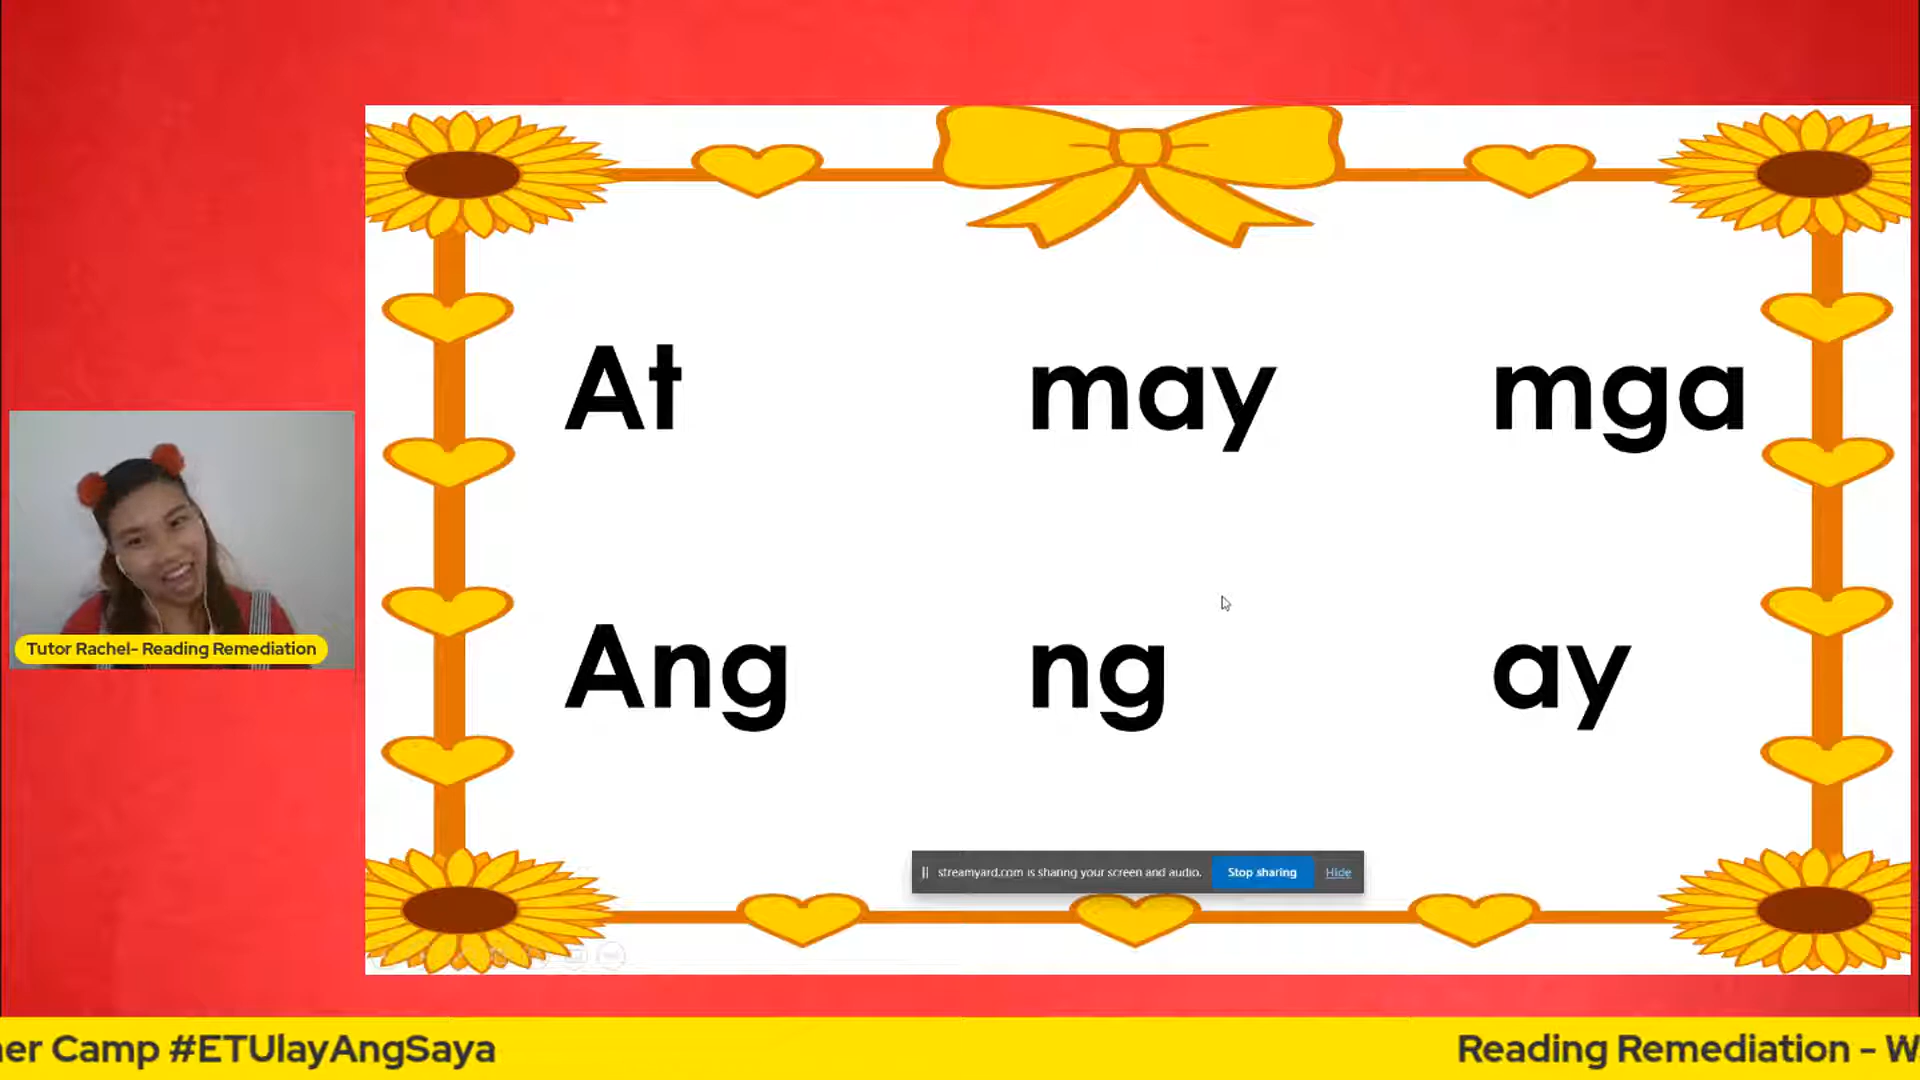 At may mga
Ang ng ay
Tutor Rachel- Reading Remediation
streamyard.com is sharing your screen and audio. Stop sharing Hide
Camp #ETUlayAngSaya
Reading Remediation -